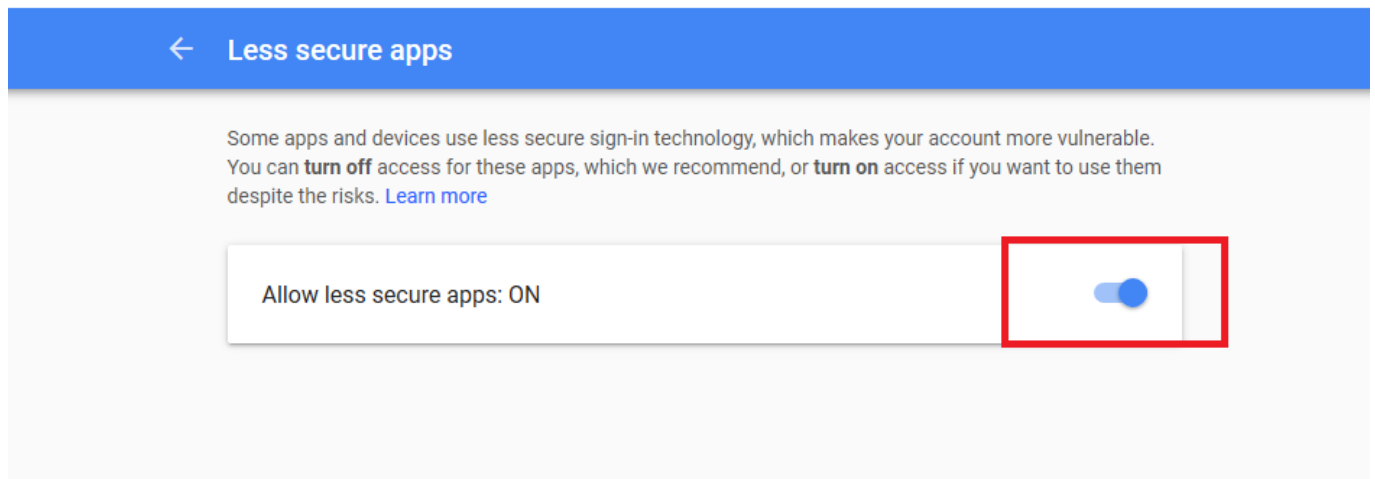 Less secure apps
Some apps and devices use less secure sign-in technology, which makes your account more vulnerable.
You can turn off access for these apps, which we recommend, or turn on access if you want to use them
despite the risks. Learn more
Allow less secure apps: ON